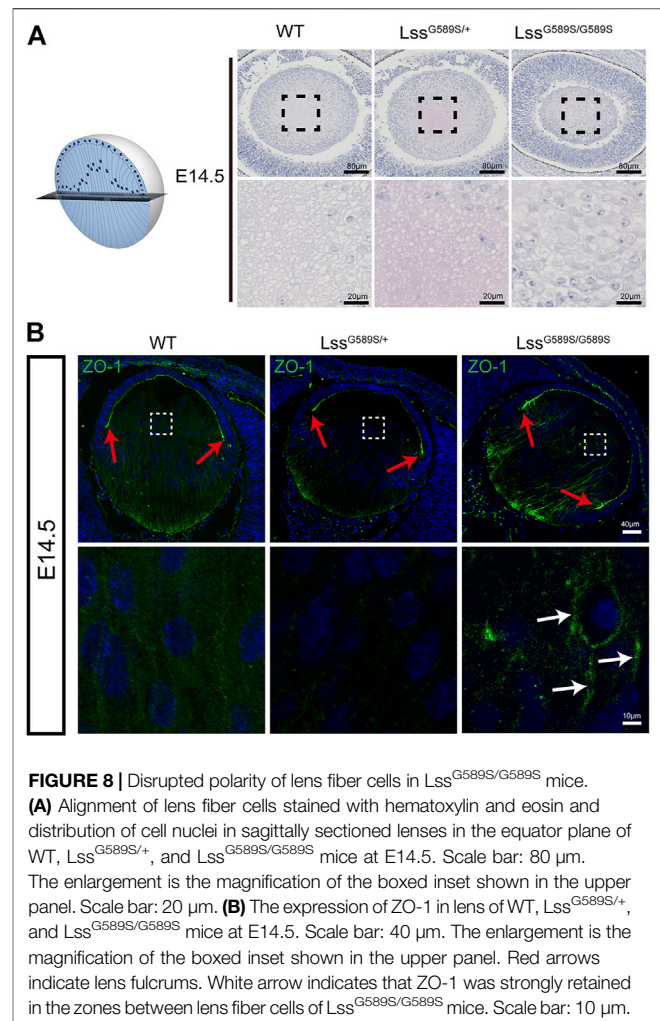 A
WT
Lss^G589S/+
Lss^G589S/G589S
E14.5
80μm
80μm
80μm
20μm
20μm
20μm
B
WT
Lss^G589S/+
Lss^G589S/G589S
E14.5
ZO-1
ZO-1
ZO-1
40μm
10μm
FIGURE 8 | Disrupted polarity of lens fiber cells in Lss^G589S/G589S mice.
(A) Alignment of lens fiber cells stained with hematoxylin and eosin and
distribution of cell nuclei in sagittally sectioned lenses in the equator plane of
WT, Lss^G589S/+, and Lss^G589S/G589S mice at E14.5. Scale bar: 80 μm.
The enlargement is the magnification of the boxed inset shown in the upper
panel. Scale bar: 20 μm. (B) The expression of ZO-1 in lens of WT, Lss^G589S/+,
and Lss^G589S/G589S mice at E14.5. Scale bar: 40 μm. The enlargement is the
magnification of the boxed inset shown in the upper panel. Red arrows
indicate lens fulcrums. White arrow indicates that ZO-1 was strongly retained
in the zones between lens fiber cells of Lss^G589S/G589S mice. Scale bar: 10 μm.